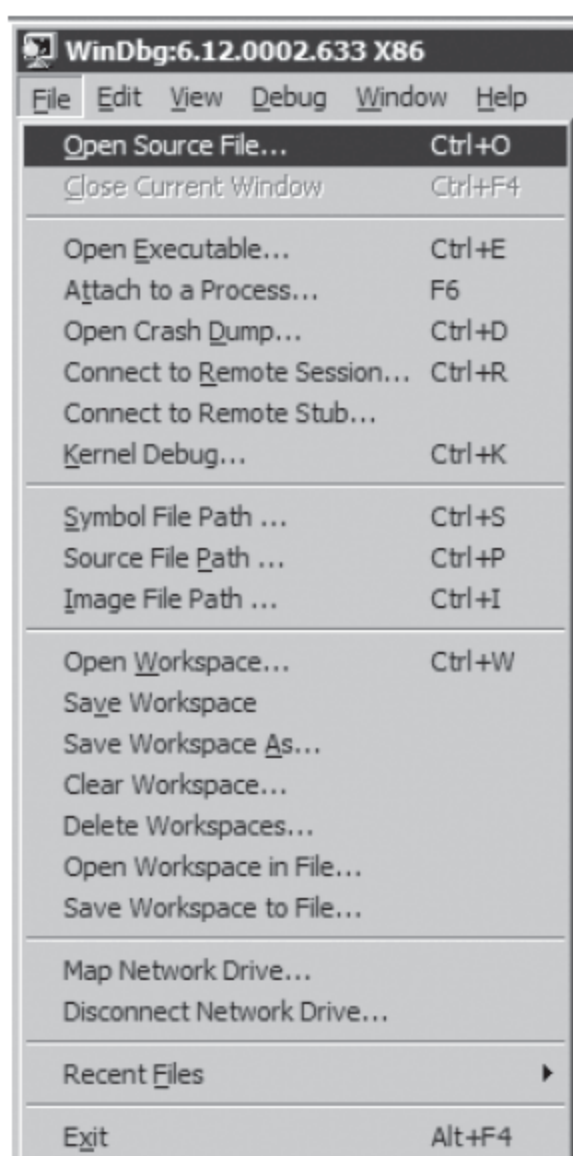 WinDbg:6.12.0002.633 X86
File Edit View Debug Window Help
Open Source File... Ctrl+O
Close Current Window Ctrl+F4
Open Executable... Ctrl+E
Attach to a Process... F6
Open Crash Dump... Ctrl+D
Connect to Remote Session... Ctrl+R
Connect to Remote Stub...
Kernel Debug... Ctrl+K
Symbol File Path ... Ctrl+S
Source File Path ... Ctrl+P
Image File Path ... Ctrl+I
Open Workspace... Ctrl+W
Save Workspace
Save Workspace As...
Clear Workspace...
Delete Workspaces...
Open Workspace in File...
Save Workspace to File...
Map Network Drive...
Disconnect Network Drive...
Recent Files
Exit Alt+F4